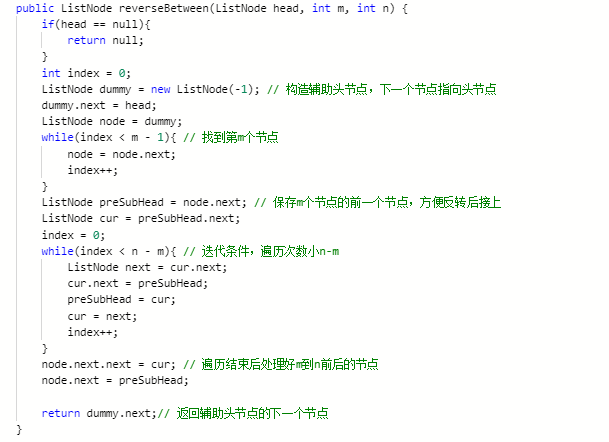 public ListNode reverseBetween(ListNode head, int m, int n) {
    if(head == null){
        return null;
    }
    int index = 0;
    ListNode dummy = new ListNode(-1); // 构造辅助头节点，下一个节点指向头节点
    dummy.next = head;
    ListNode node = dummy;
    while(index < m - 1){ // 找到第m个节点
        node = node.next;
        index++;
    }
    ListNode preSubHead = node.next; // 保存m个节点的前一个节点，方便反转后接上
    ListNode cur = preSubHead.next;
    index = 0;
    while(index < n - m){ // 迭代条件，遍历次数小n-m
        ListNode next = cur.next;
        cur.next = preSubHead;
        preSubHead = cur;
        cur = next;
        index++;
    }
    node.next.next = cur; // 遍历结束后处理好m到n前后的节点
    node.next = preSubHead;

    return dummy.next;// 返回辅助头节点的下一个节点
}